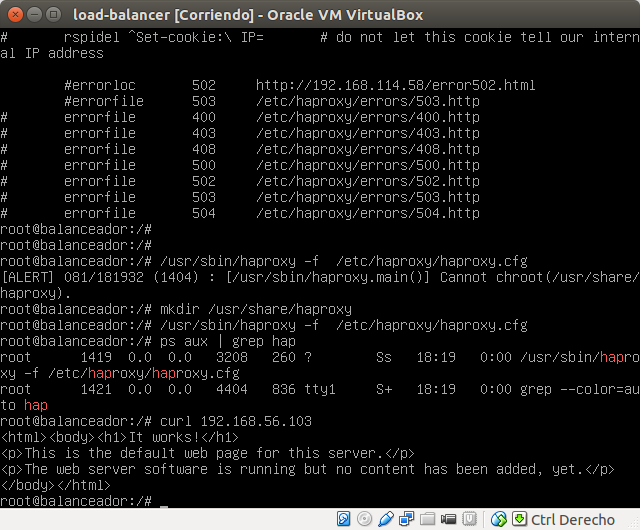 load-balancer [Corriendo] - Oracle VM VirtualBox
#       rspidel ^Set-cookie:\ IP=       # do not let this cookie tell our intern
al IP address
        #errorloc       502     http://192.168.114.58/error502.html
        #errorfile      503     /etc/haproxy/errors/503.http
#       errorfile       400     /etc/haproxy/errors/400.http
#       errorfile       403     /etc/haproxy/errors/403.http
#       errorfile       408     /etc/haproxy/errors/408.http
#       errorfile       500     /etc/haproxy/errors/500.http
#       errorfile       502     /etc/haproxy/errors/502.http
#       errorfile       503     /etc/haproxy/errors/503.http
#       errorfile       504     /etc/haproxy/errors/504.http
root@balanceador:/#
root@balanceador:/#
root@balanceador:/# /usr/sbin/haproxy -f  /etc/haproxy/haproxy.cfg
[ALERT] 081/181932 (1404) : [/usr/sbin/haproxy.main()] Cannot chroot(/usr/share/
haproxy).
root@balanceador:/# mkdir /usr/share/haproxy
root@balanceador:/# /usr/sbin/haproxy -f  /etc/haproxy/haproxy.cfg
root@balanceador:/# ps aux | grep hap
root      1419  0.0  0.0   3208   260 ?        Ss   18:19   0:00 /usr/sbin/hapro
xy -f /etc/haproxy/haproxy.cfg
root      1421  0.0  0.0   4404   836 tty1     S+   18:19   0:00 grep --color=au
to hap
root@balanceador:/# curl 192.168.56.103
<html><body><h1>It works!</h1>
<p>This is the default web page for this server.</p>
<p>The web server software is running but no content has been added, yet.</p>
</body></html>
root@balanceador:/# _
Ctrl Derecho